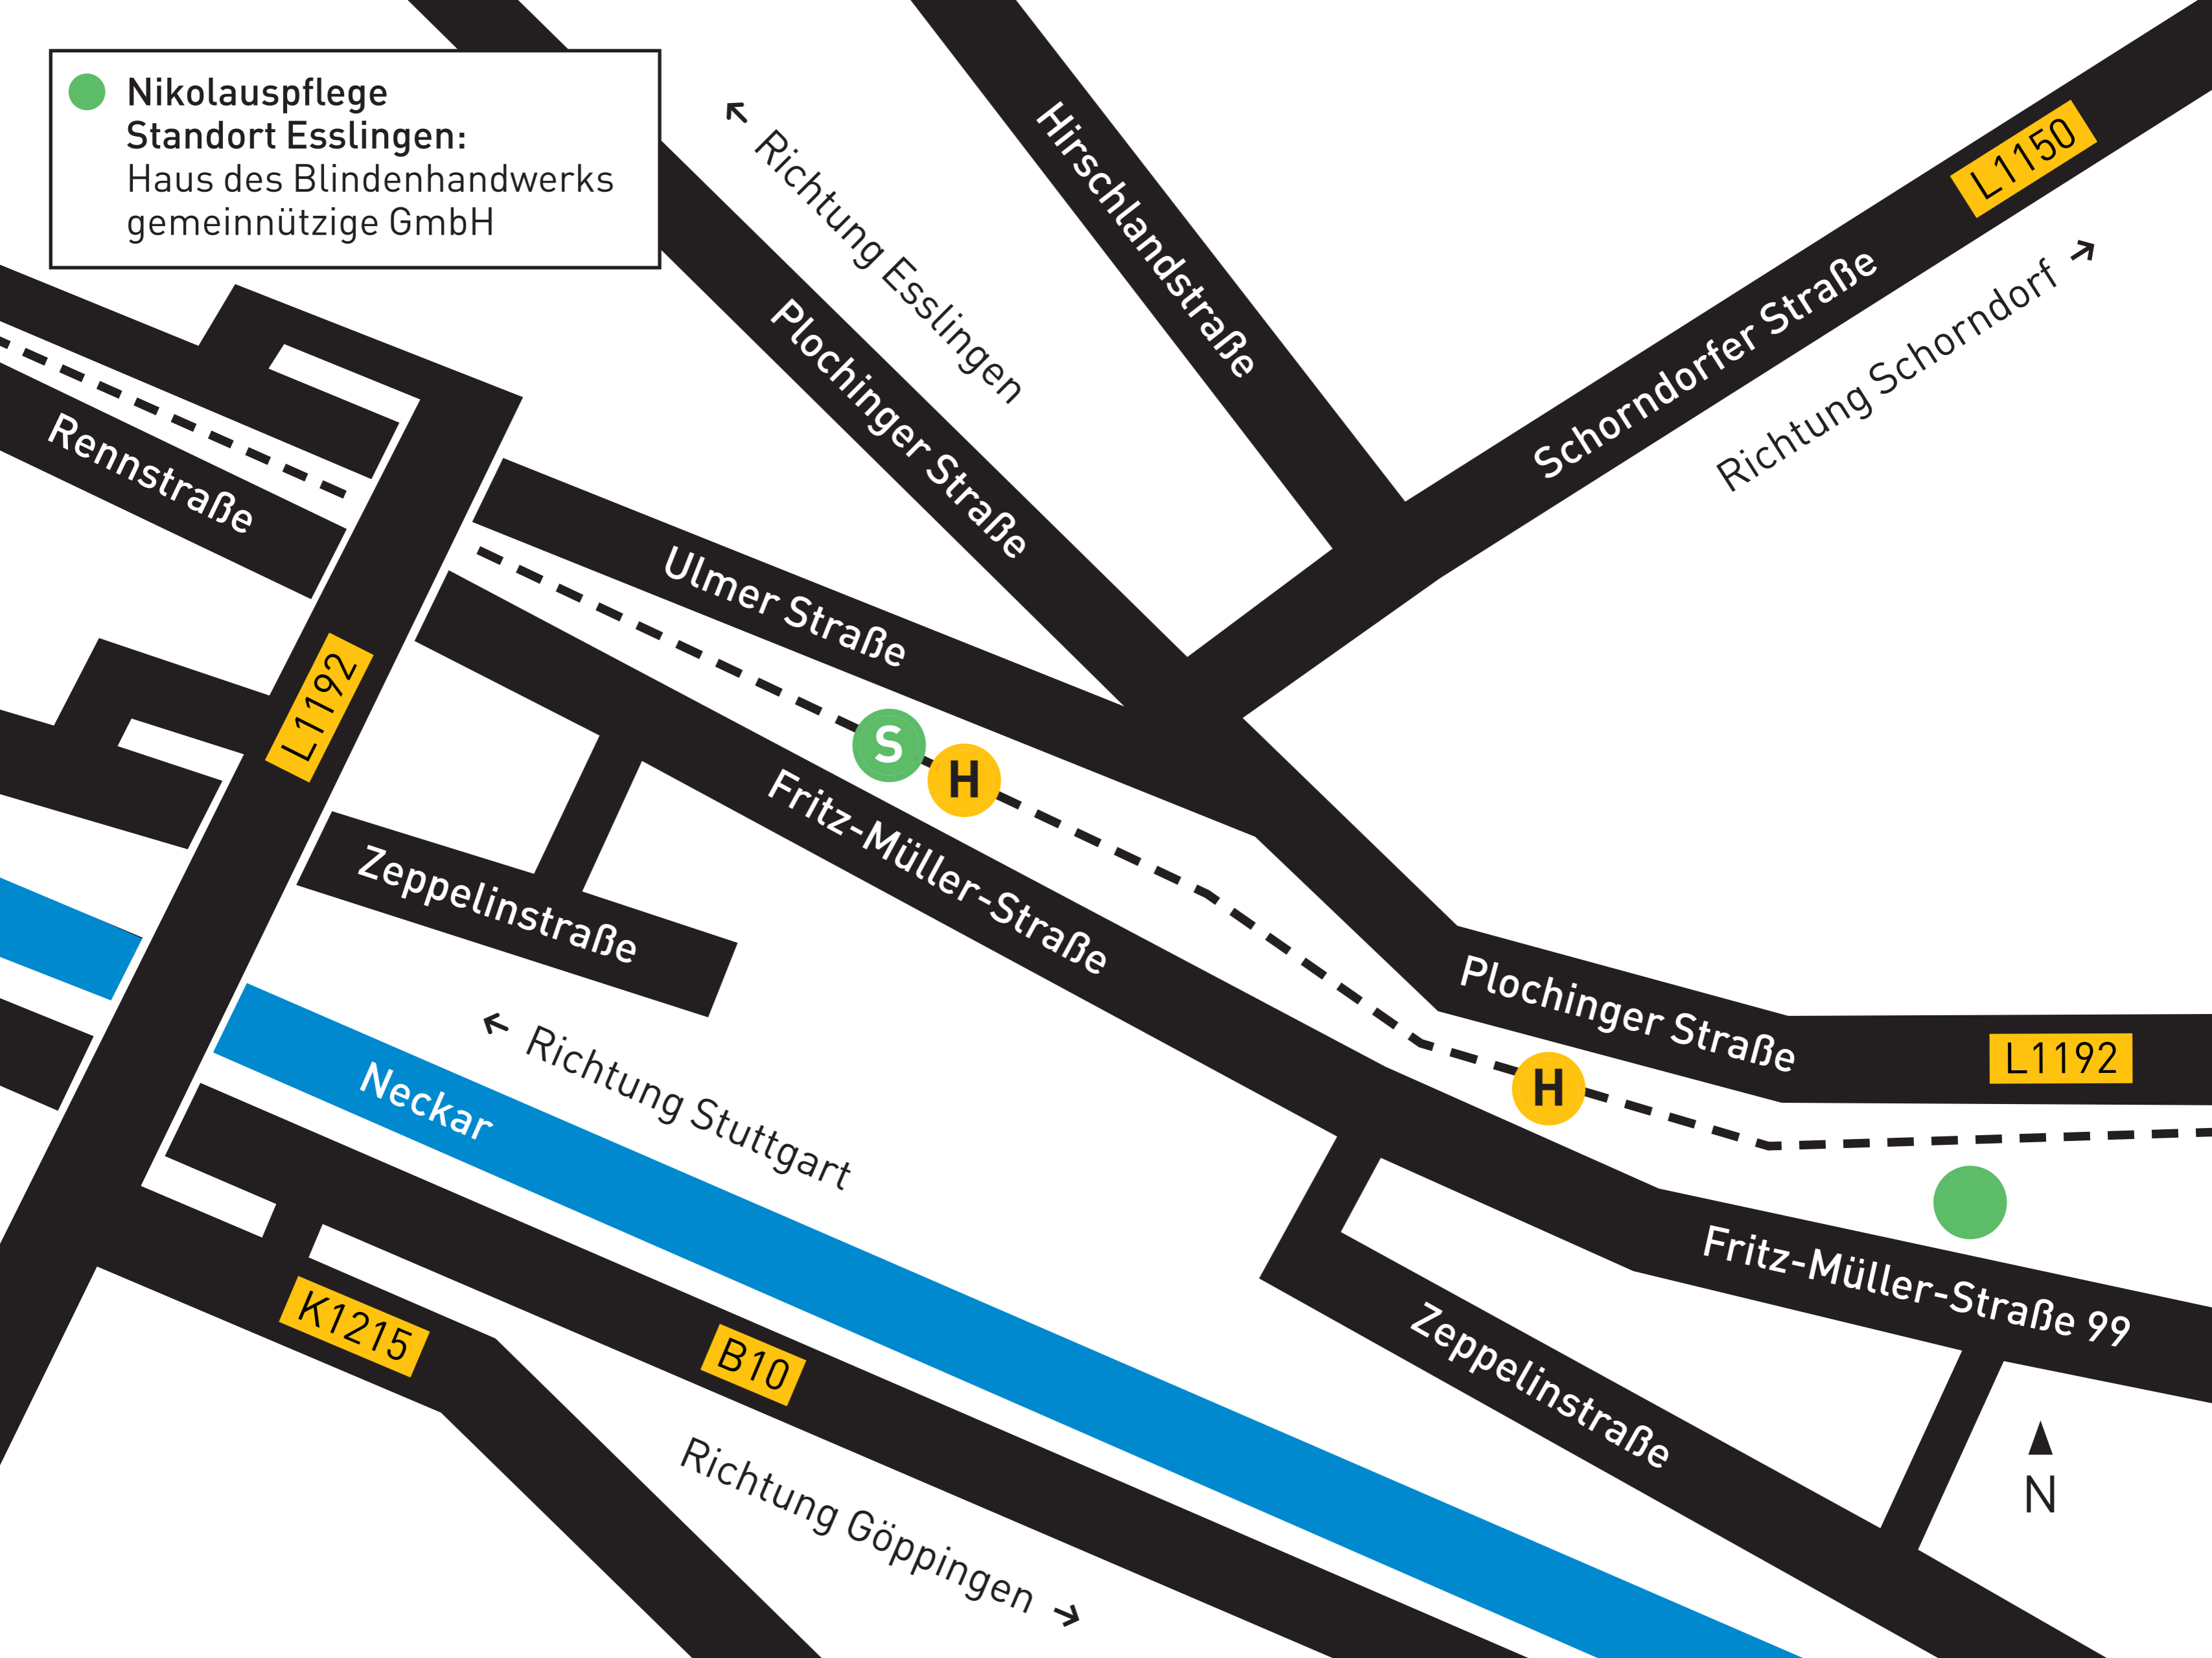 Nikolauspflege
Standort Esslingen:
Haus des Blindenhandwerks
gemeinnützige GmbH
Richtung Esslingen
Hirschlandstraße
L1150
Schorndorfer Straße
Richtung Schorndorf
Plochinger Straße
Rennstraße
Ulmer Straße
L1192
S
H
Fritz-Müller-Straße
Zeppelinstraße
Plochinger Straße
L1192
H
Neckar
Richtung Stuttgart
Fritz-Müller-Straße 99
K1215
B10
Zeppelinstraße
Richtung Göppingen
N